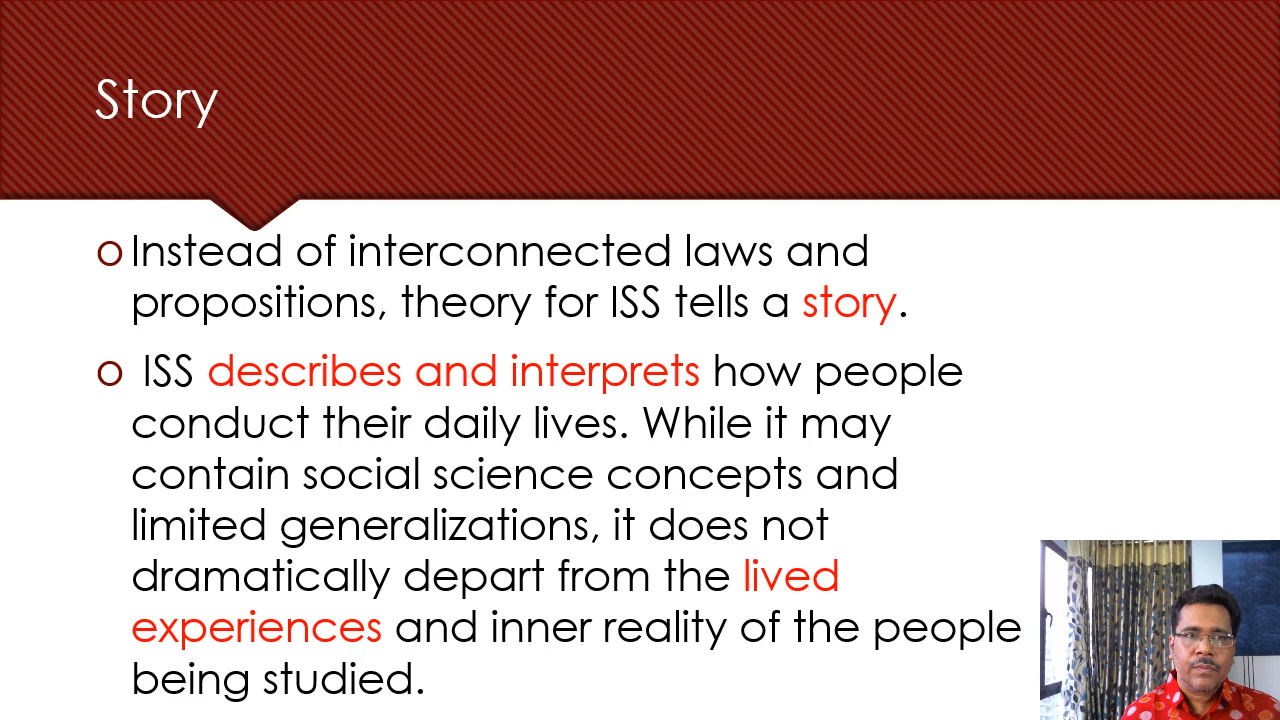 Story
o Instead of interconnected laws and
propositions, theory for ISS tells a story.
o ISS describes and interprets how people
conduct their daily lives. While it may
contain social science concepts and
limited generalizations, it does not
dramatically depart from the lived
experiences and inner reality of the people
being studied.